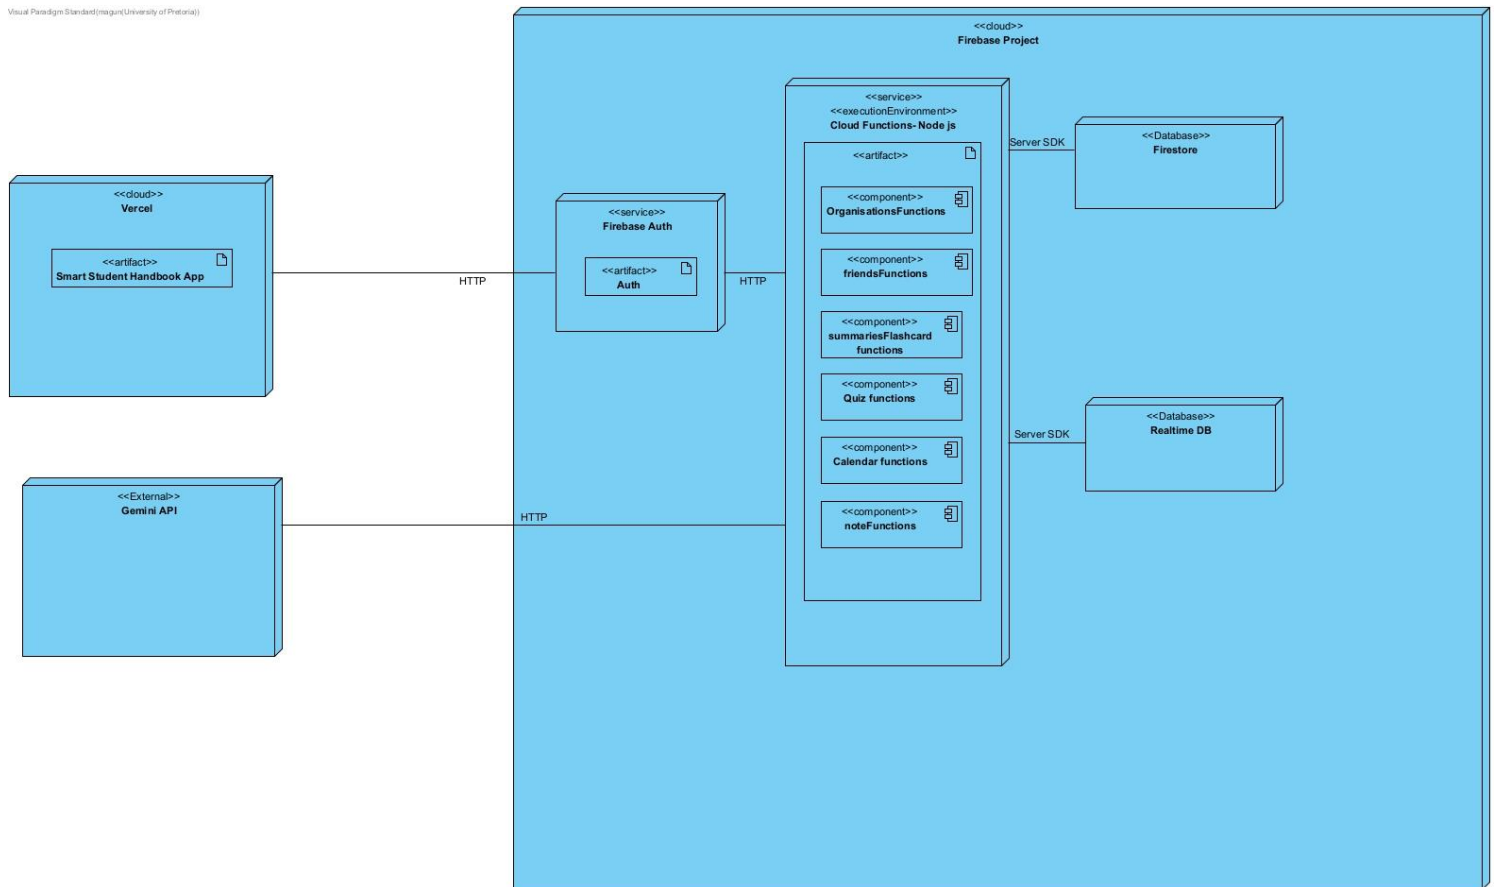 Visual Paradigm Standard(magun(University of Pretoria))
<<cloud>>
Firebase Project
<<service>>
<<executionEnvironment>>
Cloud Functions- Node js
<<artifact>>
<<component>>
OrganisationsFunctions
<<component>>
friendsFunctions
<<component>>
summariesFlashcard
functions
<<component>>
Quiz functions
<<component>>
Calendar functions
<<component>>
noteFunctions
Server SDK
<<Database>>
Firestore
Server SDK
<<Database>>
Realtime DB
<<cloud>>
Vercel
<<artifact>>
Smart Student Handbook App
HTTP
<<service>>
Firebase Auth
<<artifact>>
Auth
HTTP
<<External>>
Gemini API
HTTP